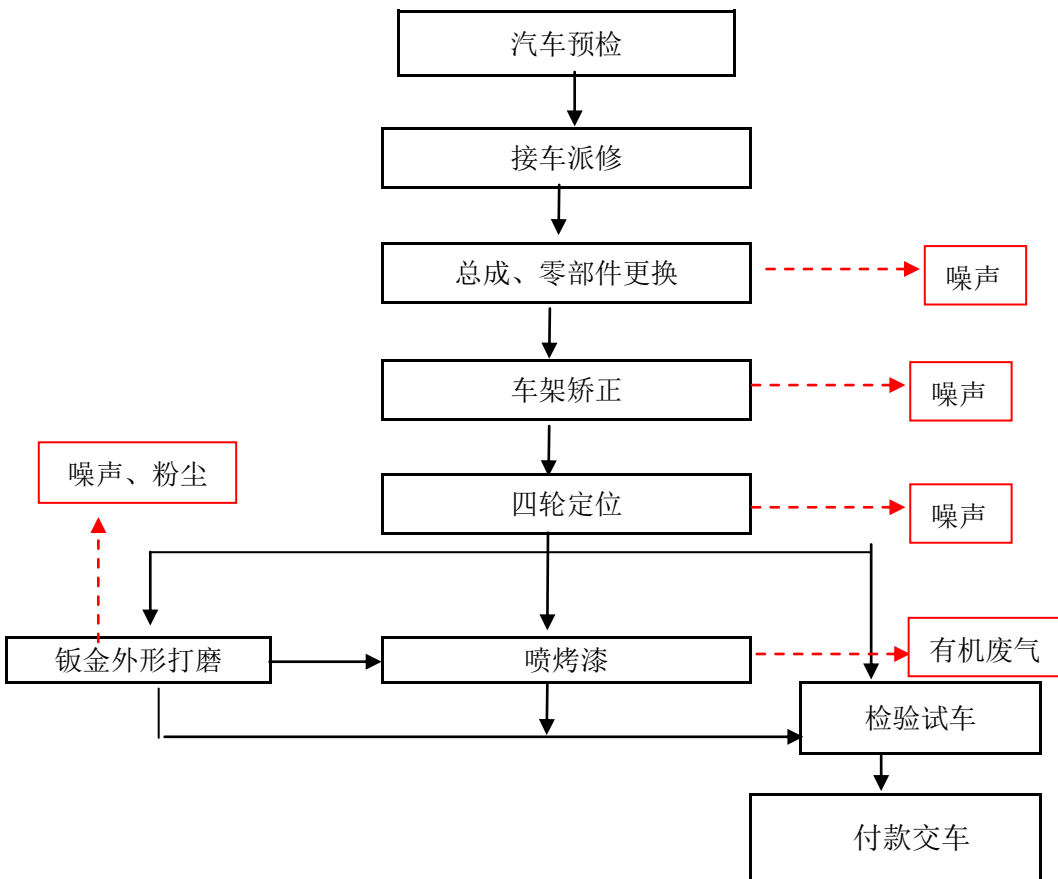 汽车预检
接车派修
总成、零部件更换
噪声
车架矫正
噪声
噪声、粉尘
四轮定位
噪声
钣金外形打磨
喷烤漆
有机废气
检验试车
付款交车